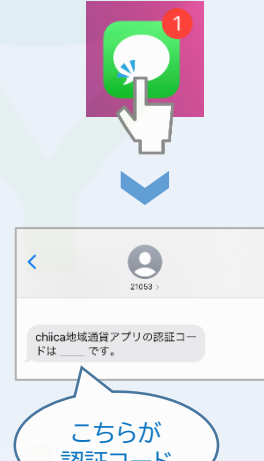 1
21053 >
chiica地域通貨アプリの認証コー
ドは ____ です。
こちらが
認証コード